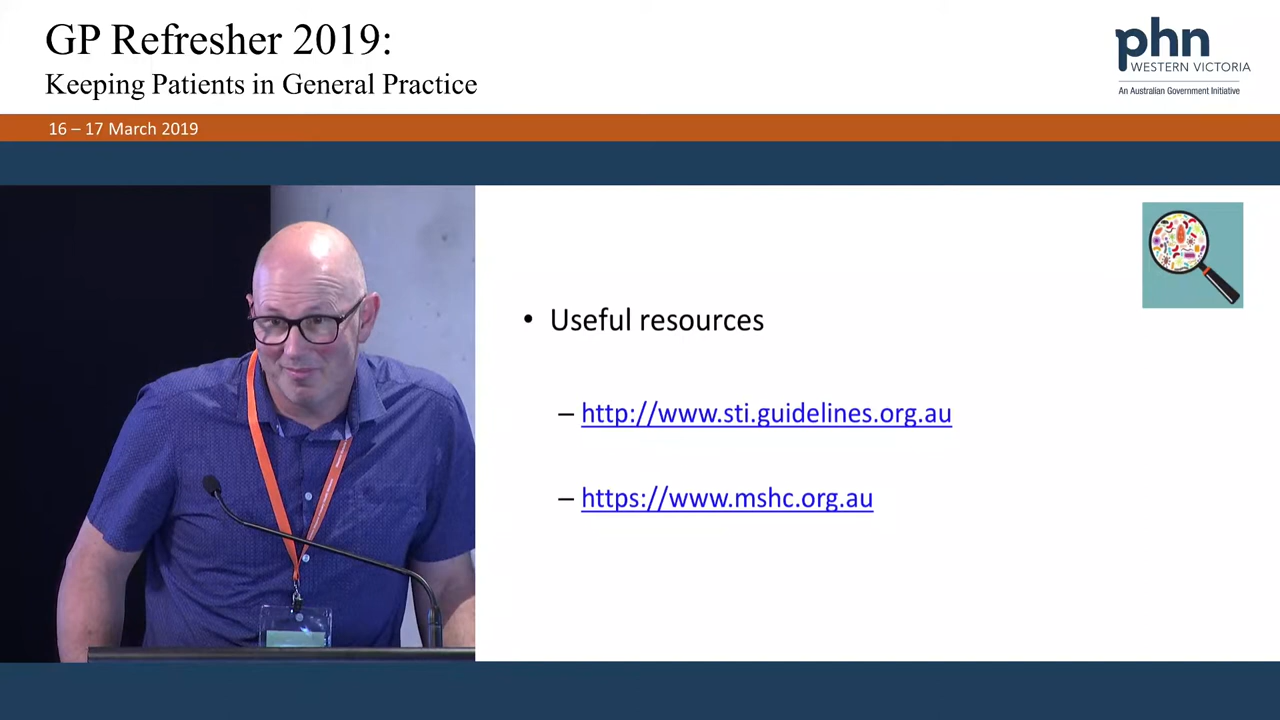 GP Refresher 2019:
Keeping Patients in General Practice
phn
WESTERN VICTORIA
An Australian Government Initiative
16 – 17 March 2019
• Useful resources
– http://www.sti.guidelines.org.au
– https://www.mshc.org.au